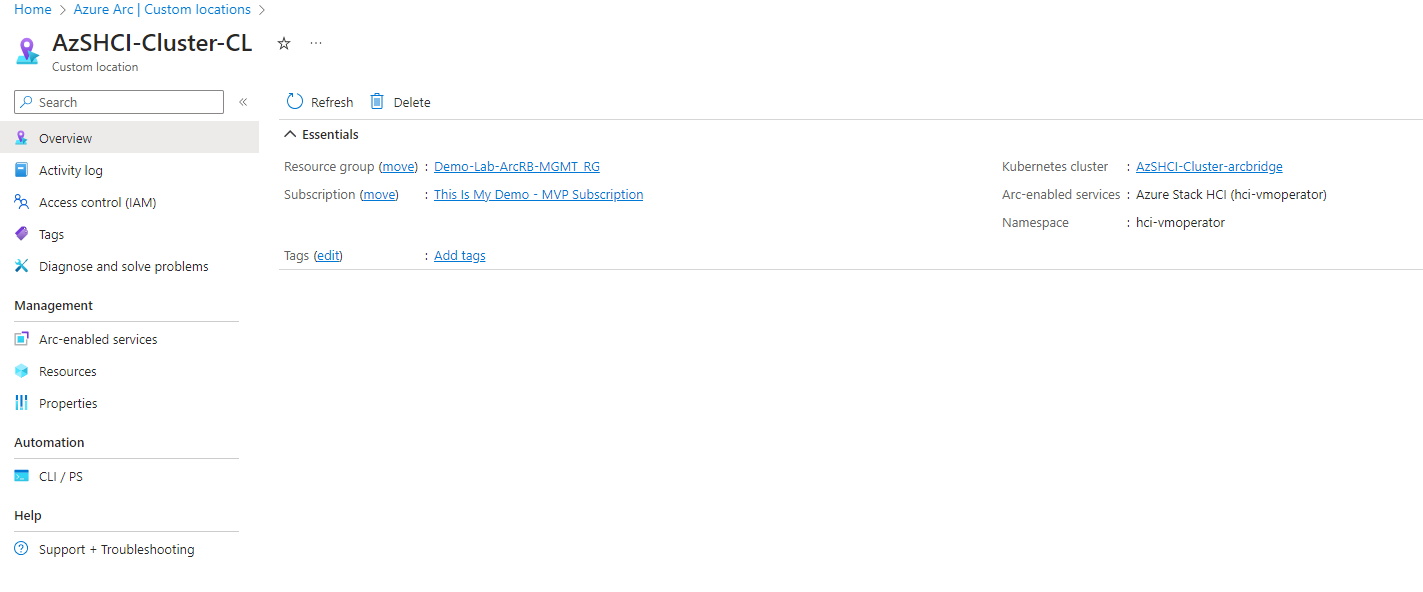 Home > Azure Arc | Custom locations >
AzSHCI-Cluster-CL
Custom location
Search
Overview
Activity log
Access control (IAM)
Tags
Diagnose and solve problems
Management
Arc-enabled services
Resources
Properties
Automation
CLI / PS
Help
Support + Troubleshooting
Refresh Delete
Essentials
Resource group (move) : Demo-Lab-ArcRB-MGMT_RG
Subscription (move) : This Is My Demo - MVP Subscription
Tags (edit) : Add tags
Kubernetes cluster : AzSHCI-Cluster-arcbridge
Arc-enabled services : Azure Stack HCI (hci-vmoperator)
Namespace : hci-vmoperator